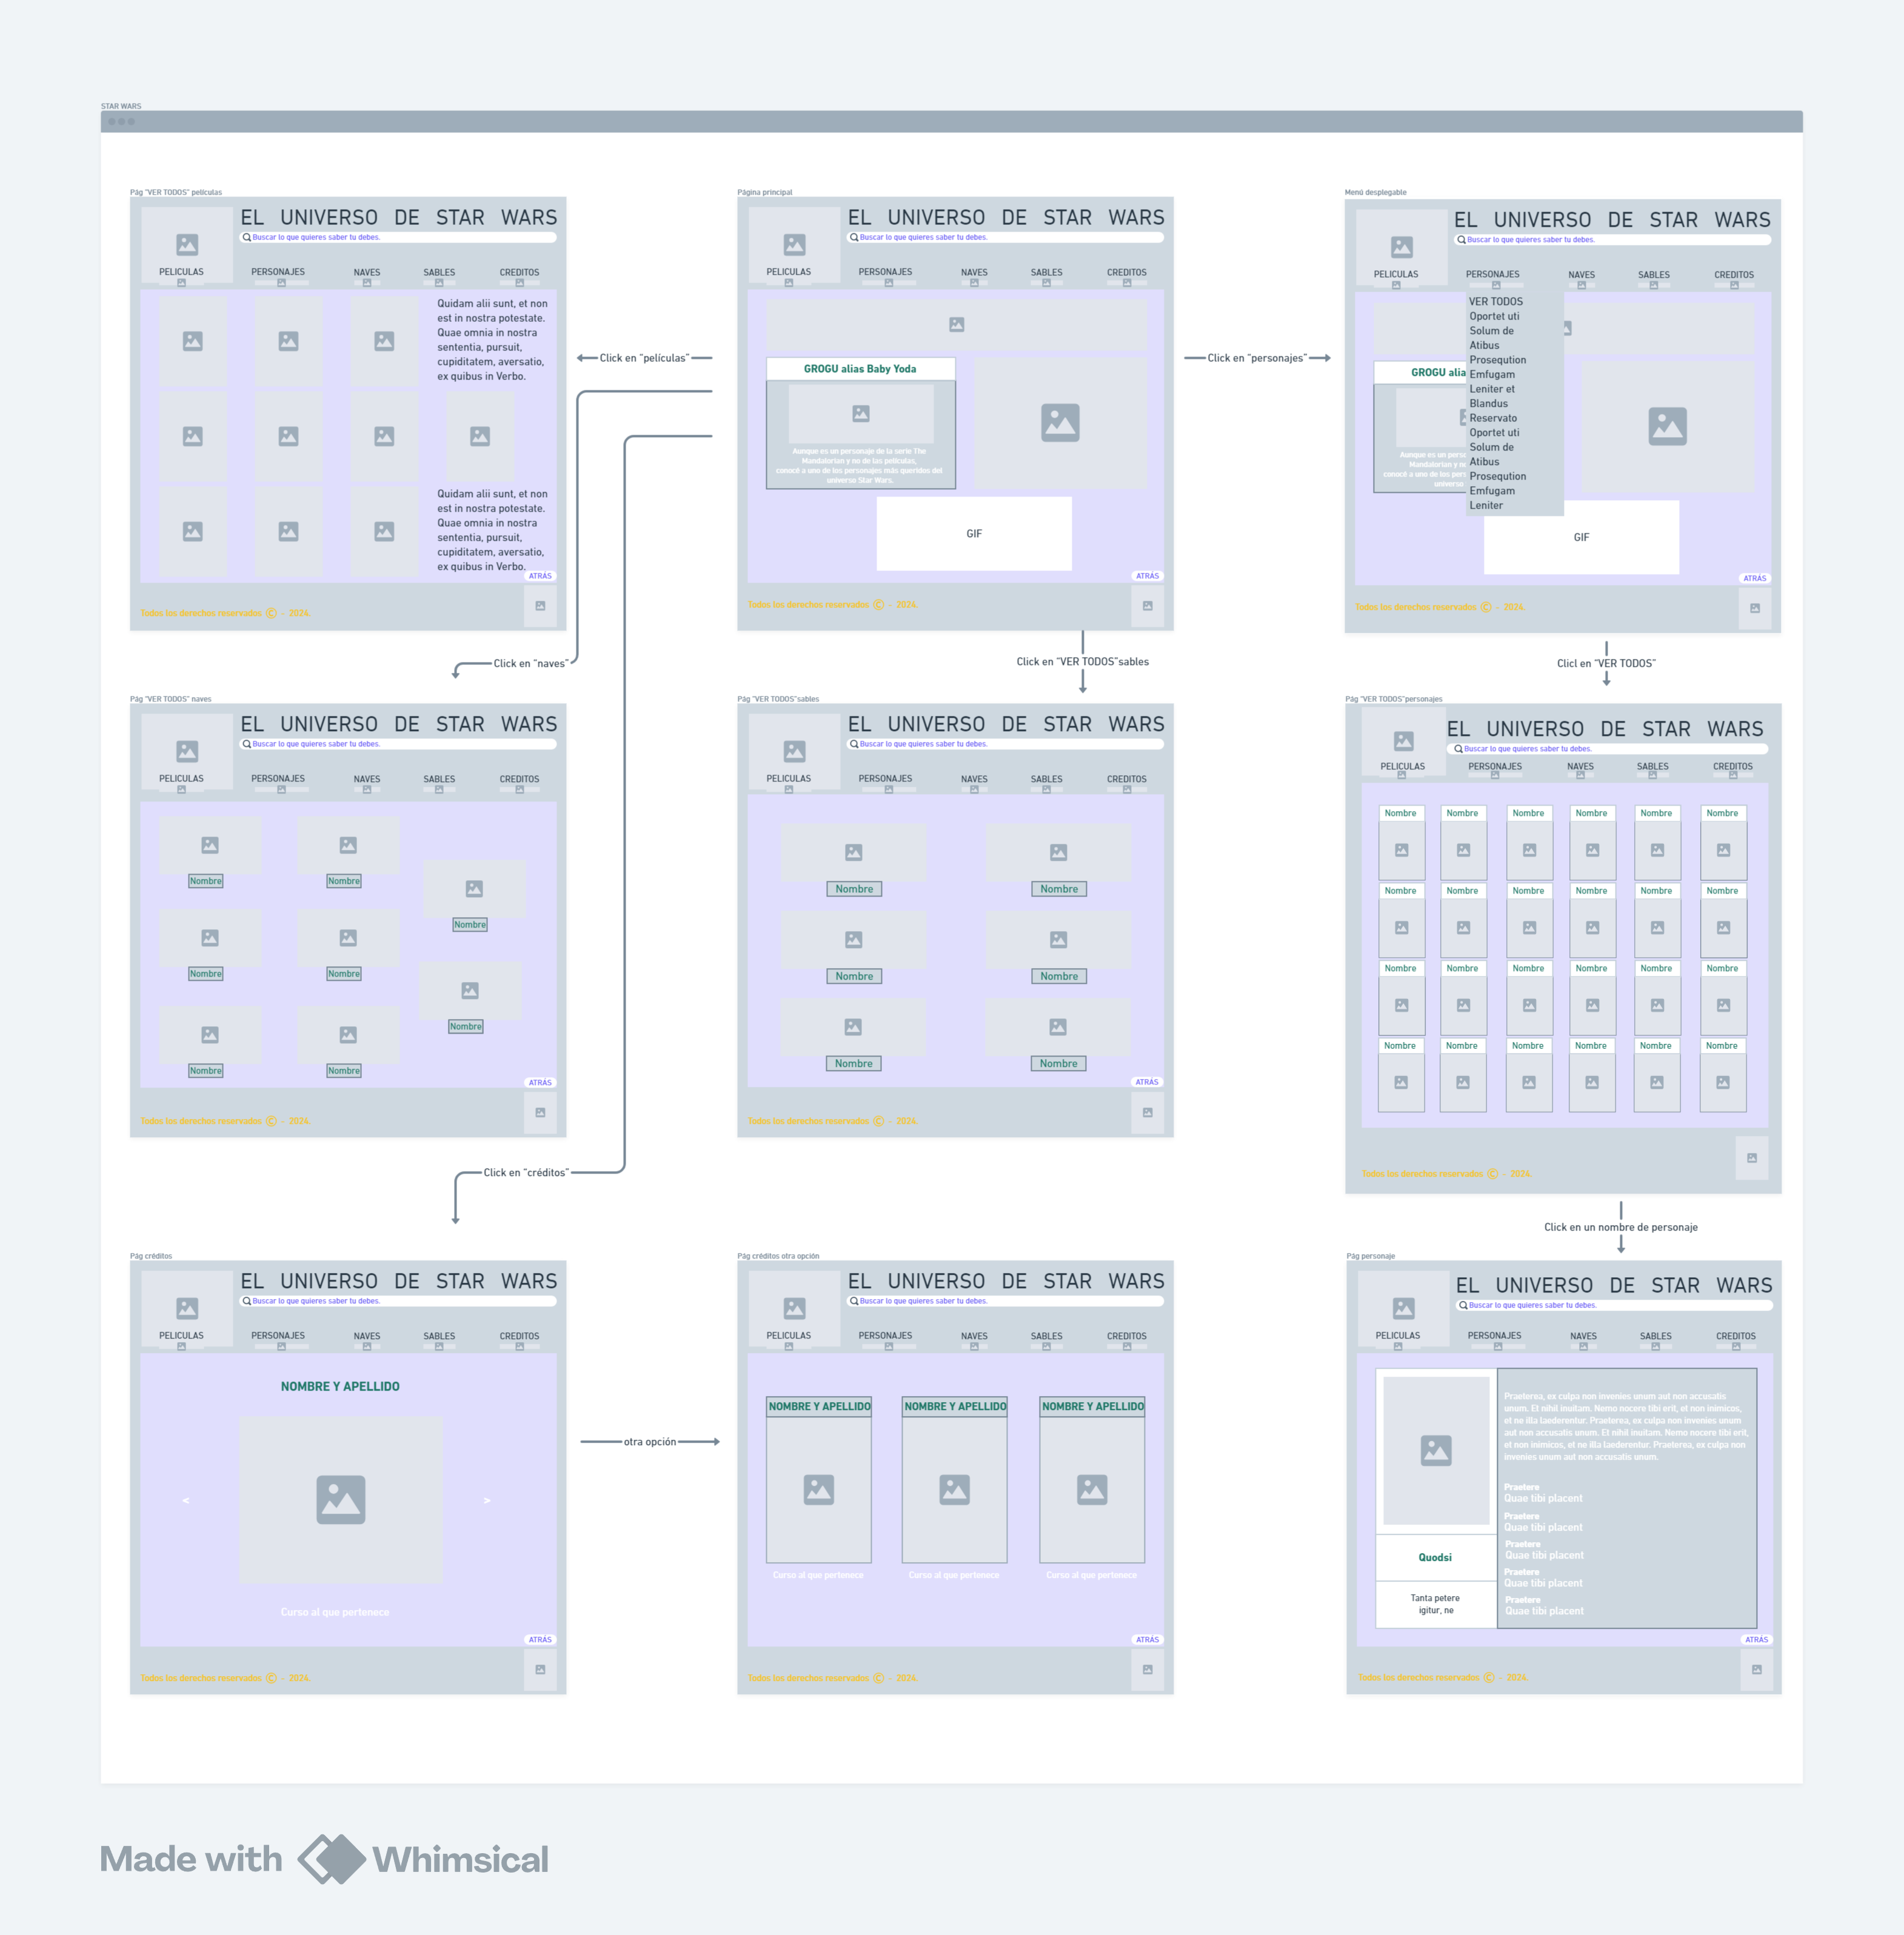 STAR WARS
Pág "VER TODOS" películas
EL UNIVERSO DE STAR WARS
Buscar lo que quieres saber tu debes.
PELICULAS PERSONAJES NAVES SABLES CREDITOS
Quidam alii sunt, et non
est in nostra potestate.
Quae omnia in nostra
sententia, pursuit,
cupiditatem, aversatio,
ex quibus in Verbo.
Quidam alii sunt, et non
est in nostra potestate.
Quae omnia in nostra
sententia, pursuit,
cupiditatem, aversatio,
ex quibus in Verbo.
ATRÁS
Todos los derechos reservados © - 2024.
Click en "películas"
Página principal
EL UNIVERSO DE STAR WARS
Buscar lo que quieres saber tu debes.
PELICULAS PERSONAJES NAVES SABLES CREDITOS
GROGU alias Baby Yoda
Aunque es un personaje de la serie The
Mandalorian y no de las películas,
conocé a uno de los personajes más queridos del
universo Star Wars.
GIF
ATRÁS
Todos los derechos reservados © - 2024.
Click en "personajes"
Menú desplegable
EL UNIVERSO DE STAR WARS
Buscar lo que quieres saber tu debes.
PELICULAS PERSONAJES NAVES SABLES CREDITOS
VER TODOS
Oportet uti
Solum de
Atibus
Proseqution
Emfugam
Leniter et
Blandus
Reservato
Oportet uti
Solum de
Atibus
Proseqution
Emfugam
Leniter
GROGU alia
Aunque es un perso
Mandalorian y no
conocé a uno de los pers
universo
GIF
ATRÁS
Todos los derechos reservados © - 2024.
Click en "naves"
Click en "VER TODOS"sables
Clicl en "VER TODOS"
Pág "VER TODOS" naves
EL UNIVERSO DE STAR WARS
Buscar lo que quieres saber tu debes.
PELICULAS PERSONAJES NAVES SABLES CREDITOS
Nombre Nombre
Nombre
Nombre Nombre
Nombre
Nombre Nombre
ATRÁS
Todos los derechos reservados © - 2024.
Pág "VER TODOS"sables
EL UNIVERSO DE STAR WARS
Buscar lo que quieres saber tu debes.
PELICULAS PERSONAJES NAVES SABLES CREDITOS
Nombre Nombre
Nombre Nombre
Nombre Nombre
ATRÁS
Todos los derechos reservados © - 2024.
Pág "VER TODOS"personajes
EL UNIVERSO DE STAR WARS
Buscar lo que quieres saber tu debes.
PELICULAS PERSONAJES NAVES SABLES CREDITOS
Nombre Nombre Nombre Nombre Nombre Nombre
Nombre Nombre Nombre Nombre Nombre Nombre
Nombre Nombre Nombre Nombre Nombre Nombre
Nombre Nombre Nombre Nombre Nombre Nombre
Todos los derechos reservados © - 2024.
Click en "créditos"
Click en un nombre de personaje
Pág créditos
EL UNIVERSO DE STAR WARS
Buscar lo que quieres saber tu debes.
PELICULAS PERSONAJES NAVES SABLES CREDITOS
NOMBRE Y APELLIDO
< >
Curso al que pertenece
ATRÁS
Todos los derechos reservados © - 2024.
otra opción
Pág créditos otra opción
EL UNIVERSO DE STAR WARS
Buscar lo que quieres saber tu debes.
PELICULAS PERSONAJES NAVES SABLES CREDITOS
NOMBRE Y APELLIDO NOMBRE Y APELLIDO NOMBRE Y APELLIDO
Curso al que pertenece Curso al que pertenece Curso al que pertenece
ATRÁS
Todos los derechos reservados © - 2024.
Pág personaje
EL UNIVERSO DE STAR WARS
Buscar lo que quieres saber tu debes.
PELICULAS PERSONAJES NAVES SABLES CREDITOS
Praeterea, ex culpa non invenies unum aut non accusatis
unum. Et nihil inuitam. Nemo nocere tibi erit, et non inimicos,
et ne illa laederentur. Praeterea, ex culpa non invenies unum
aut non accusatis unum. Et nihil inuitam. Nemo nocere tibi erit,
et non inimicos, et ne illa laederentur. Praeterea, ex culpa non
invenies unum aut non accusatis unum.
Praetere
Quae tibi placent
Praetere
Quae tibi placent
Praetere
Quae tibi placent
Praetere
Quae tibi placent
Praetere
Quae tibi placent
Quodsi
Tanta petere
igitur, ne
ATRÁS
Todos los derechos reservados © - 2024.
Made with Whimsical